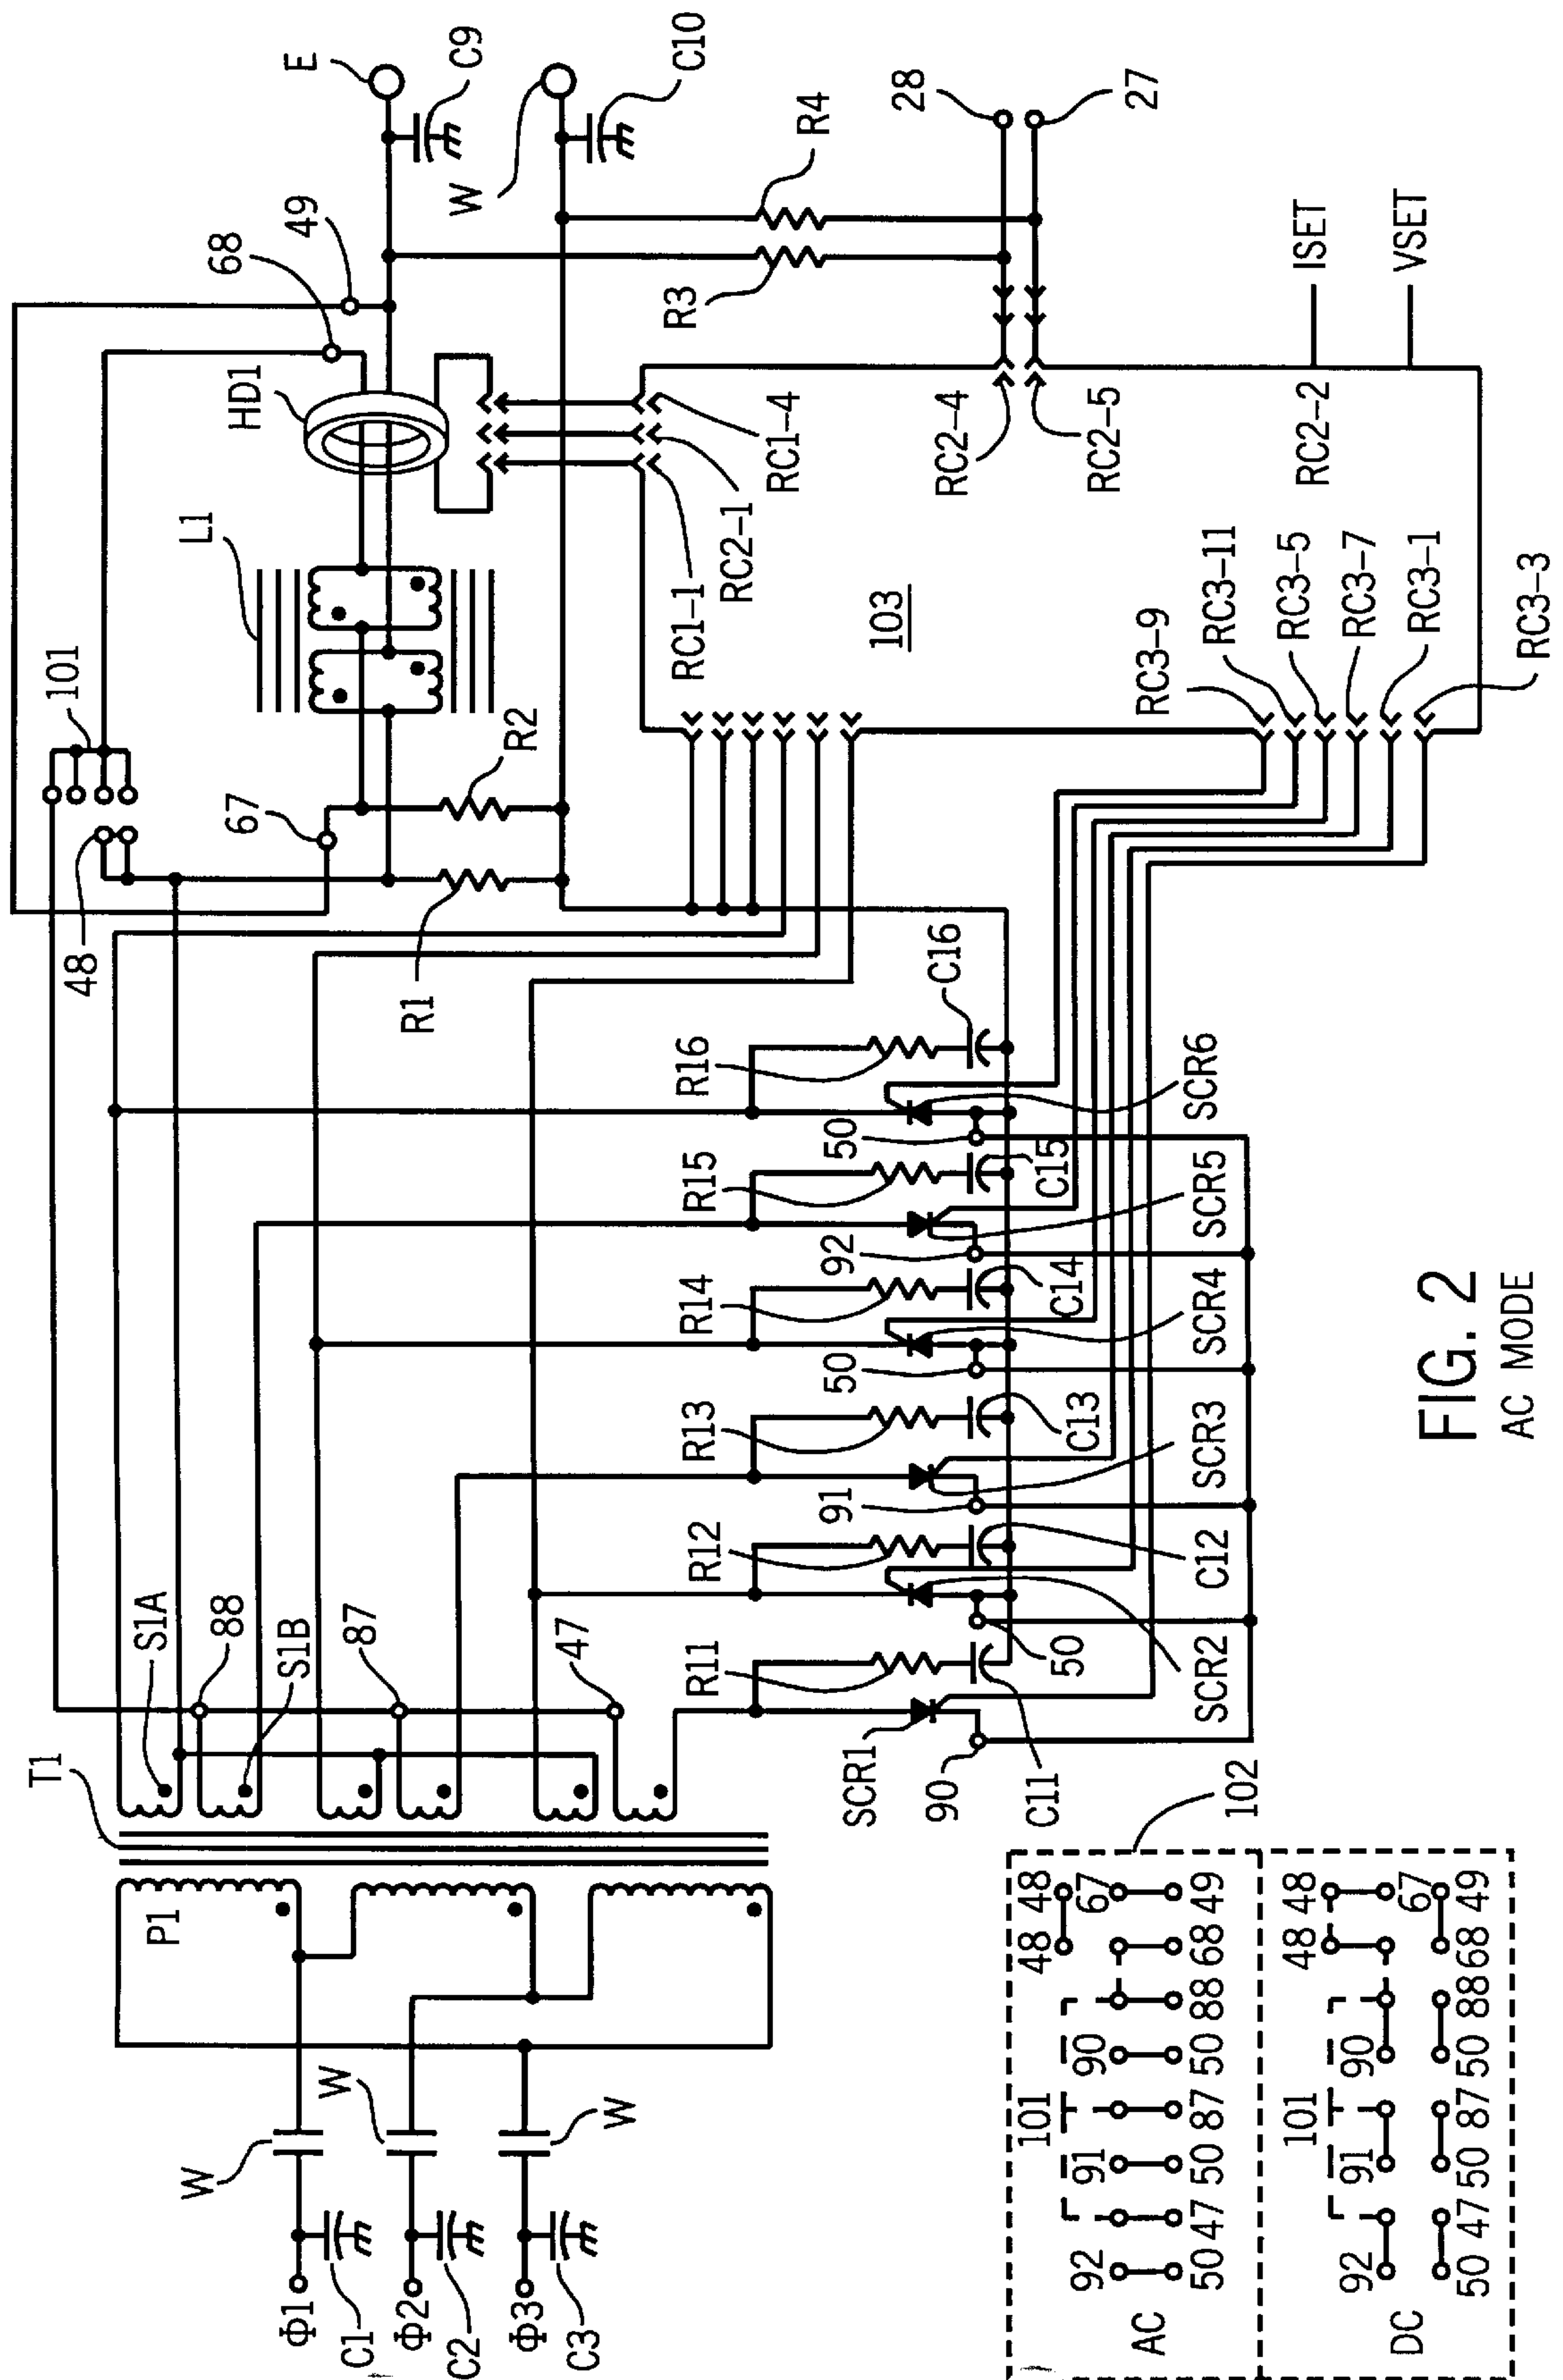 E
C9
W
C10
28
27
R4
R3
49
68
HD1
L1
101
67
R2
48
R1
ISET
VSET
RC1-4
RC2-1
RC1-1
RC2-4
RC2-5
RC2-2
103
RC3-9
RC3-11
RC3-5
RC3-7
RC3-1
RC3-3
R16
C16
50
SCR6
R15
C15
92
SCR5
R14
C14
50
SCR4
R13
C13
91
SCR3
R12
C12
50
SCR2
R11
C11
SCR1
90
T1
S1A
88
S1B
87
47
P1
W
W
W
Φ1
C1
Φ2
C2
Φ3
C3
102
101
48 48
92 91 90 67
50 47 50 87 50 88 68 49
AC
101
48 48
92 91 90 67
50 47 50 87 50 88 68 49
DC
FIG. 2
AC MODE